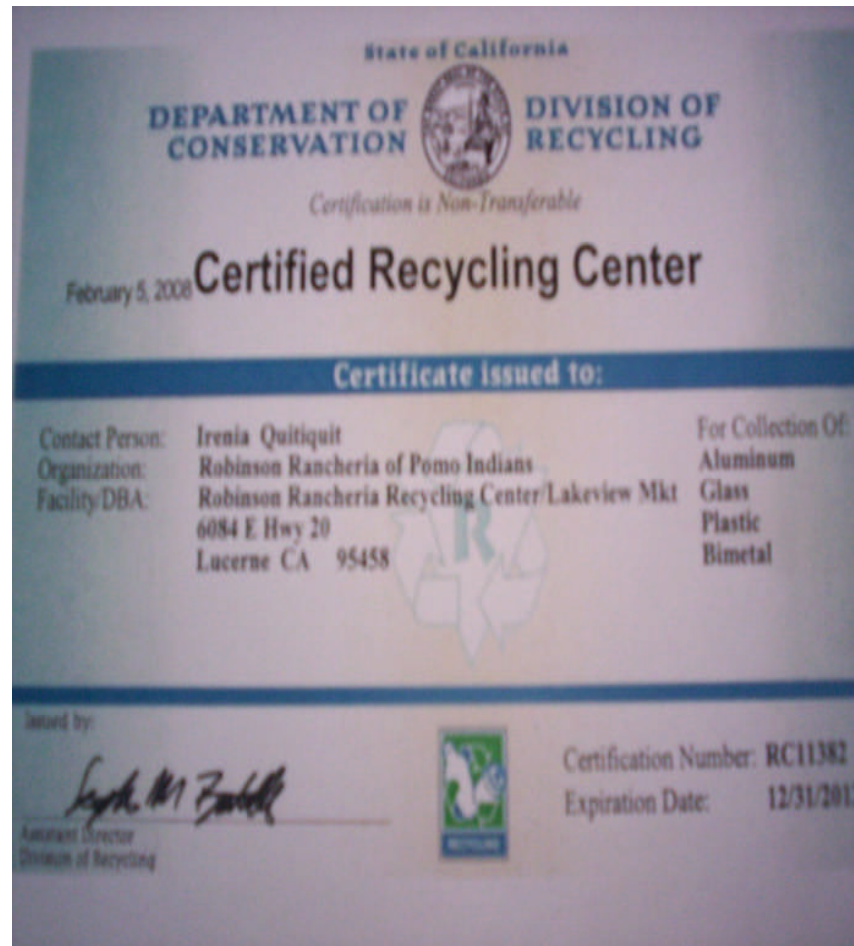 State of California
DEPARTMENT OF CONSERVATION
DIVISION OF RECYCLING
Certification is Non-Transferable
February 5, 2008 Certified Recycling Center
Certificate issued to:
Contact Person: Irenia Quitiquit
Organization: Robinson Rancheria of Pomo Indians
Facility/DBA: Robinson Rancheria Recycling Center/Lakeview Mkt
6084 E Hwy 20
Lucerne CA 95458
For Collection Of:
Aluminum
Glass
Plastic
Bimetal
R
Issued by:
Assistant Director
Division of Recycling
RECYCLING
Certification Number: RC11382
Expiration Date: